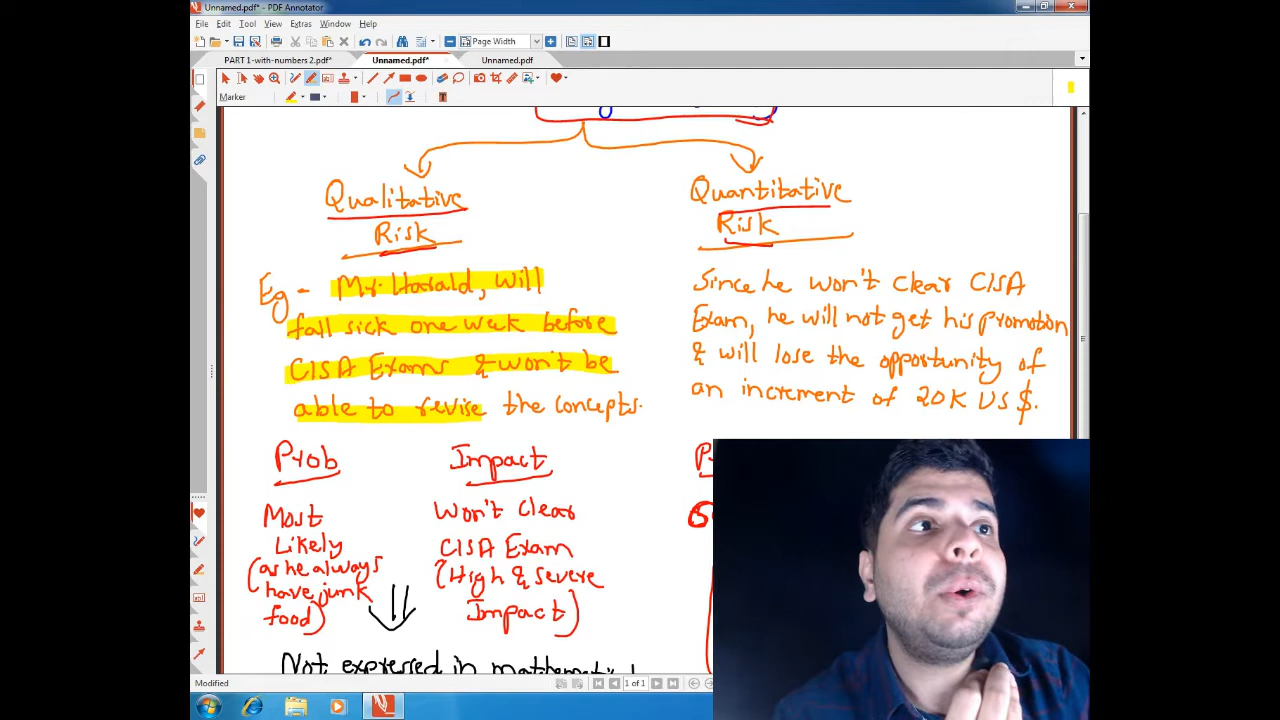 Unnamed.pdf* - PDF Annotator
File Edit Tool View Extras Window Help
Page Width
PART 1-with-numbers 2.pdf* Unnamed.pdf* Unnamed.pdf
Marker
Qualitative
Risk
Eg - Mr. Harald, will
fall sick one week before
CISA Exams & won't be
able to revise the concepts.
Quantitative
Risk
Since he won't clear CISA
Exam, he will not get his promotion
& will lose the opportunity of
an increment of 20K US $.
Prob
Most
Likely
(as he always
have junk
food)
Impact
Won't clear
CISA Exam
(High & Severe
Impact)
Not expressed in mathematical
Modified
1 of 1